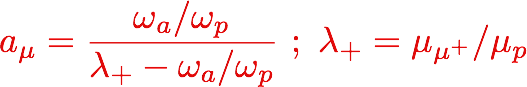 a_μ = (ω_a/ω_p) / (λ_+ − ω_a/ω_p) ; λ_+ = μ_{μ^+}/μ_p